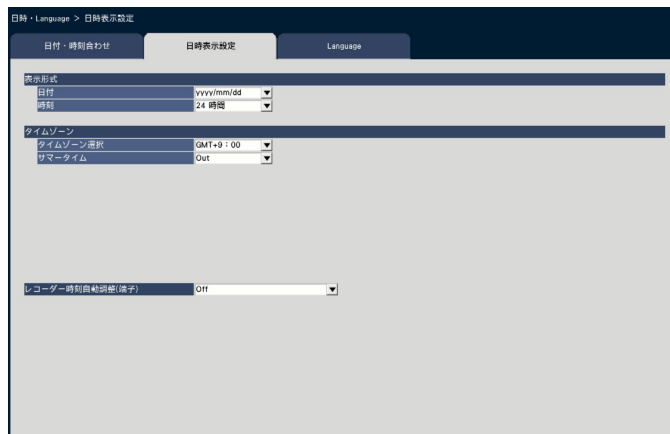 日時・Language > 日時表示設定
日付・時刻合わせ 日時表示設定 Language
表示形式
日付 yyyy/mm/dd
時刻 24 時間
タイムゾーン
タイムゾーン選択 GMT+9：00
サマータイム Out
レコーダー時刻自動調整(端子) Off